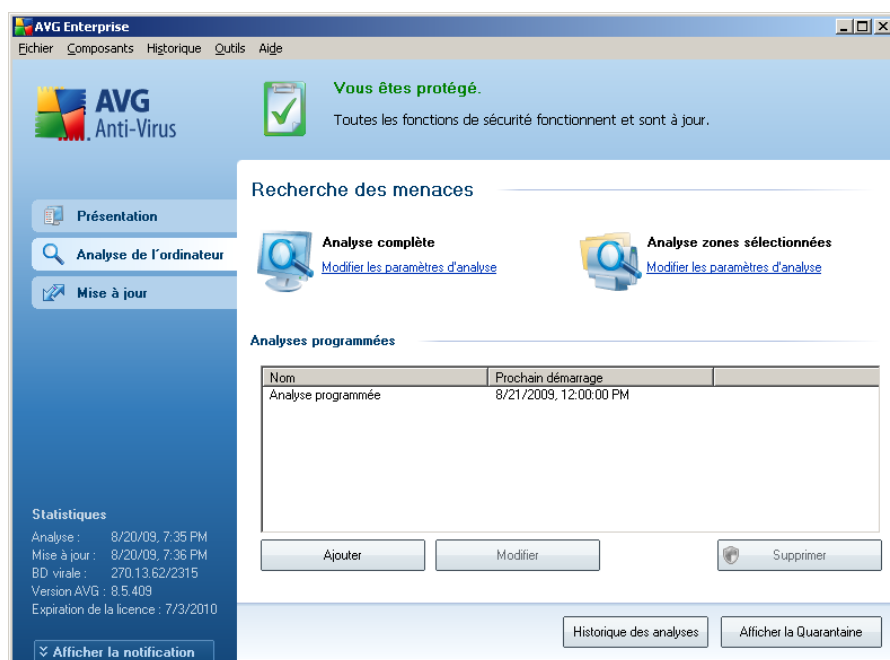 AVG Enterprise
Fichier Composants Historique Outils Aide
AVG
Anti-Virus
Vous êtes protégé.
Toutes les fonctions de sécurité fonctionnent et sont à jour.
Présentation
Analyse de l'ordinateur
Mise à jour
Recherche des menaces
Analyse complète
Modifier les paramètres d'analyse
Analyse zones sélectionnées
Modifier les paramètres d'analyse
Analyses programmées
Nom Prochain démarrage
Analyse programmée 8/21/2009, 12:00:00 PM
Ajouter Modifier Supprimer
Statistiques
Analyse : 8/20/09, 7:35 PM
Mise à jour : 8/20/09, 7:36 PM
BD virale : 270.13.62/2315
Version AVG : 8.5.409
Expiration de la licence : 7/3/2010
Afficher la notification
Historique des analyses Afficher la Quarantaine